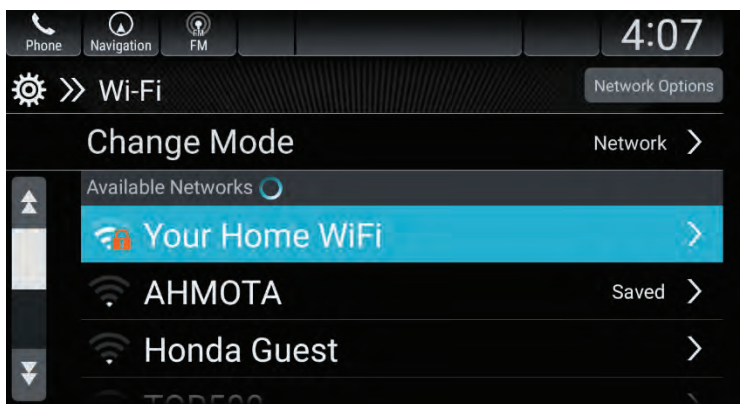 Phone Navigation FM 4:07
Wi-Fi Network Options
Change Mode Network
Available Networks
Your Home WiFi
AHMOTA Saved
Honda Guest